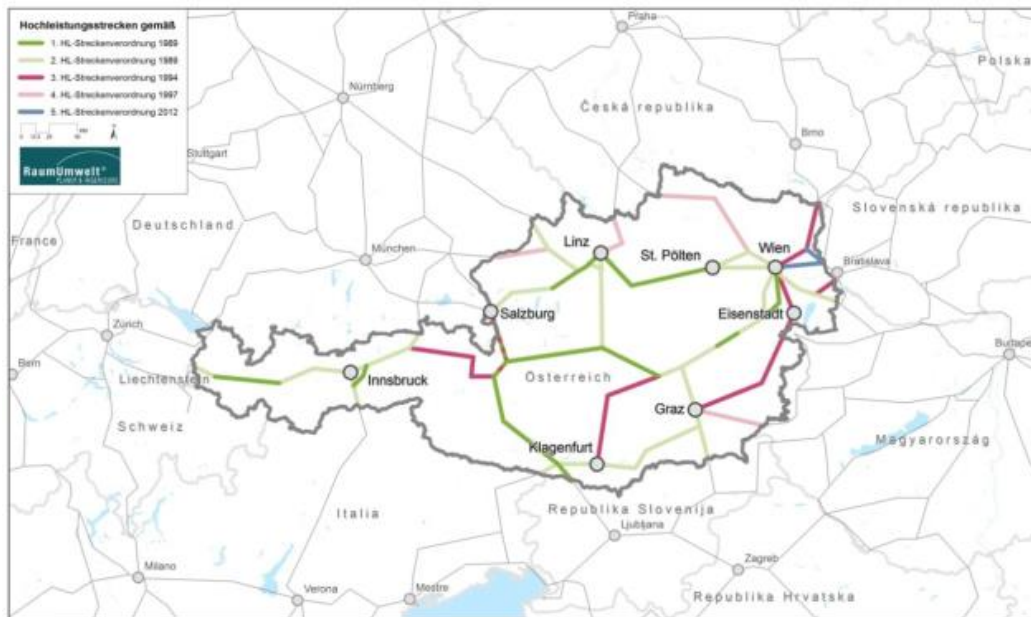 Hochleistungsstrecken gemäß
1. HL-Streckenverordnung 1989
2. HL-Streckenverordnung 1989
3. HL-Streckenverordnung 1994
4. HL-Streckenverordnung 1997
5. HL-Streckenverordnung 2012
RaumUmwelt®
PLANER & INGENIEURE
Praha
Polska
Nürnberg
Česká republika
Brno
Stuttgart
Slovenská republika
Deutschland
France
Linz
St. Pölten
Wien
München
Bratislava
Salzburg
Eisenstadt
Zürich
Budape
Bern
Liechtenstein
Innsbruck
Österreich
Schweiz
Graz
Klagenfurt
Magyarország
Italia
Republika Slovenija
Ljubljana
Zagreb
Milano
Verona
Mestre
Republika Hrvatska